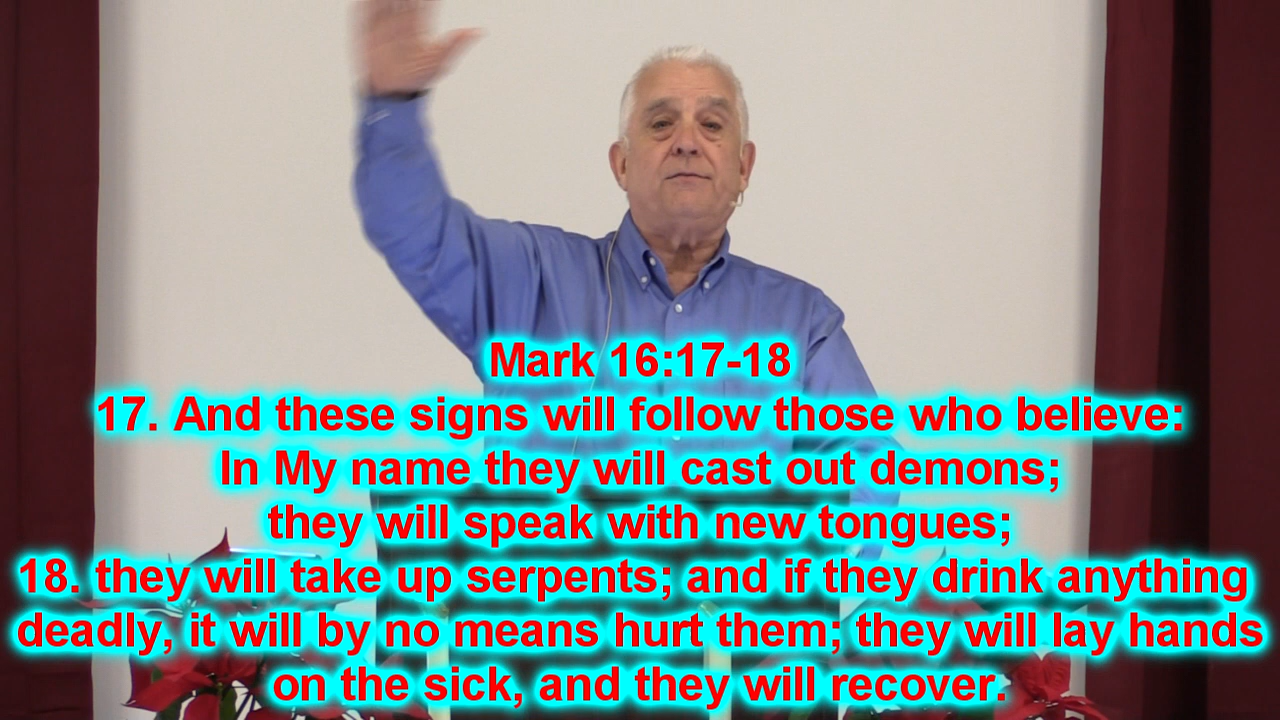 Mark 16:17-18
17. And these signs will follow those who believe:
In My name they will cast out demons;
they will speak with new tongues;
18. they will take up serpents; and if they drink anything
deadly, it will by no means hurt them; they will lay hands
on the sick, and they will recover.